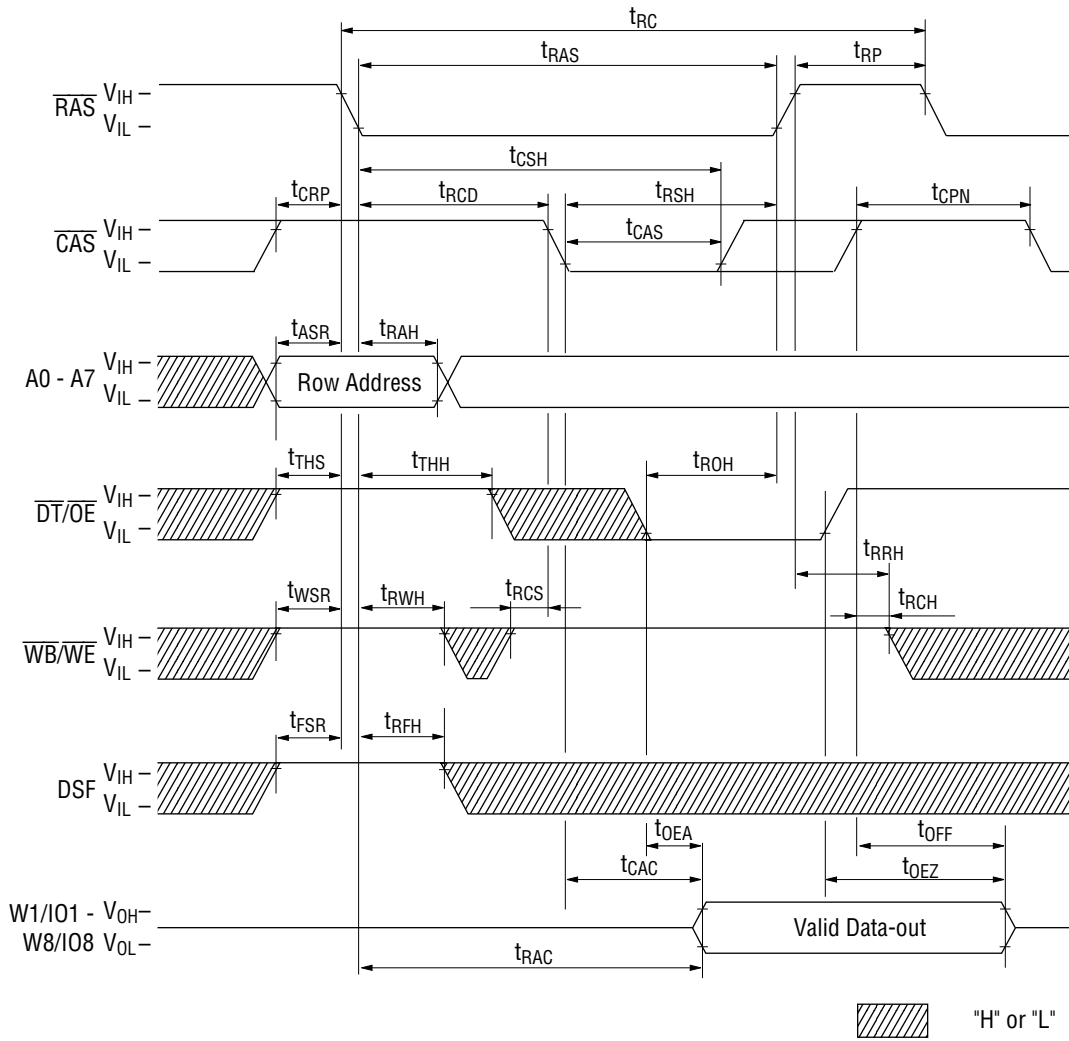 tRC
tRAS tRP
RAS VIH –
VIL –
tCSH
tCRP tRCD tRSH tCPN
CAS VIH –
VIL –
tCAS
tASR tRAH
A0 - A7 VIH –
VIL –
Row Address
tTHS tTHH tROH
DT/OE VIH –
VIL –
tRRH
tWSR tRWH tRCS tRCH
WB/WE VIH –
VIL –
tFSR tRFH
DSF VIH –
VIL –
tOEA tOFF
tCAC tOEZ
W1/IO1 - VOH–
W8/IO8 VOL–
Valid Data-out
tRAC
"H" or "L"